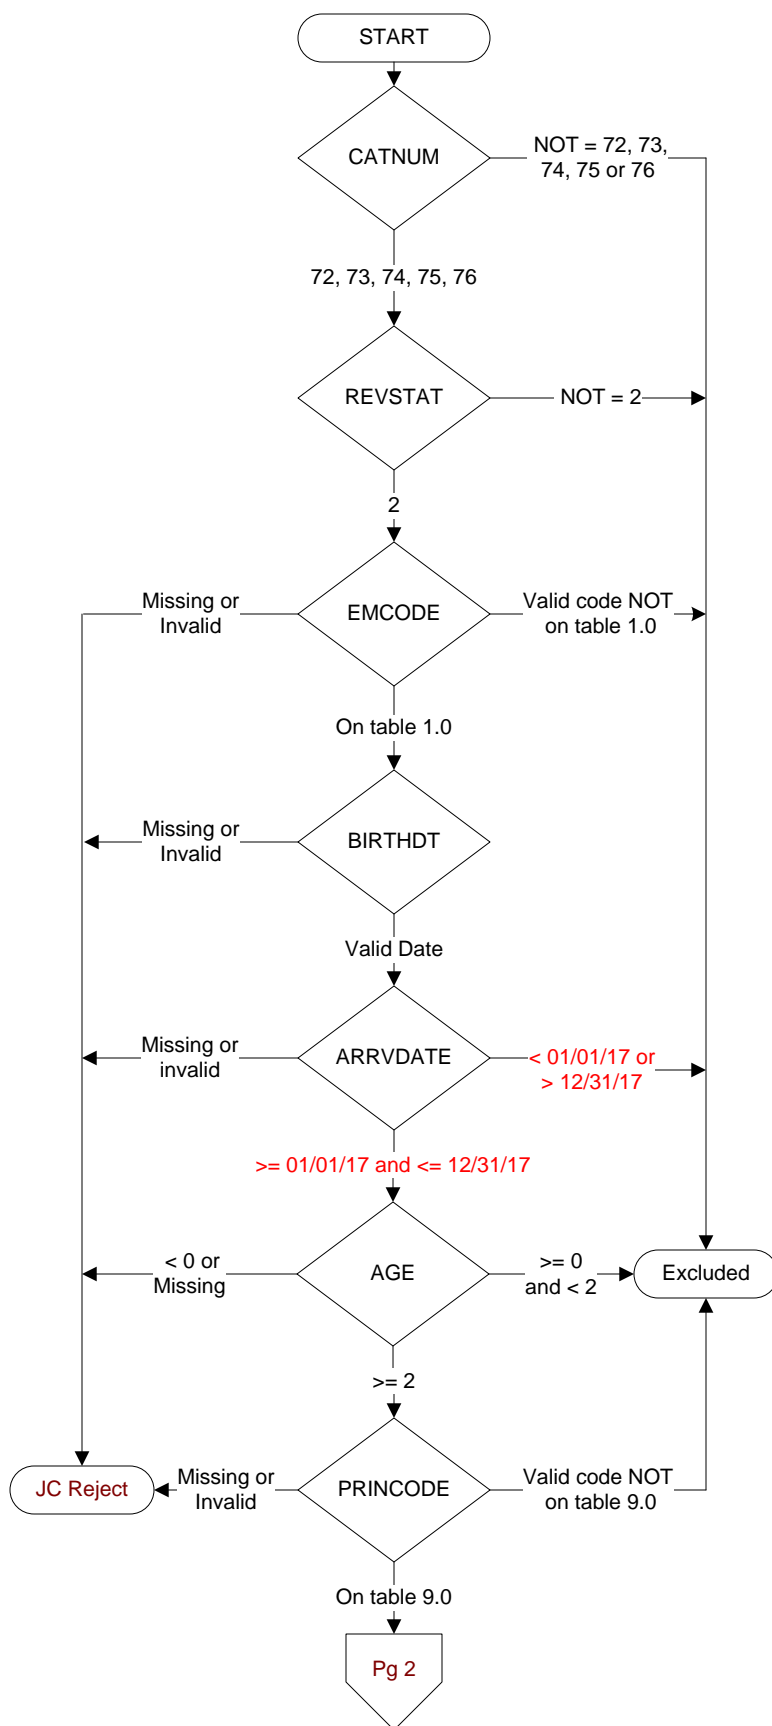 START
CATNUM
NOT = 72, 73,
74, 75 or 76
72, 73, 74, 75, 76
REVSTAT
NOT = 2
2
Missing or
Invalid
EMCODE
Valid code NOT
on table 1.0
On table 1.0
Missing or
Invalid
BIRTHDT
Valid Date
Missing or
invalid
ARRVDATE
< 01/01/17 or
> 12/31/17
>= 01/01/17 and <= 12/31/17
< 0 or
Missing
AGE
>= 0
and < 2
Excluded
>= 2
JC Reject
Missing or
Invalid
PRINCODE
Valid code NOT
on table 9.0
On table 9.0
Pg 2